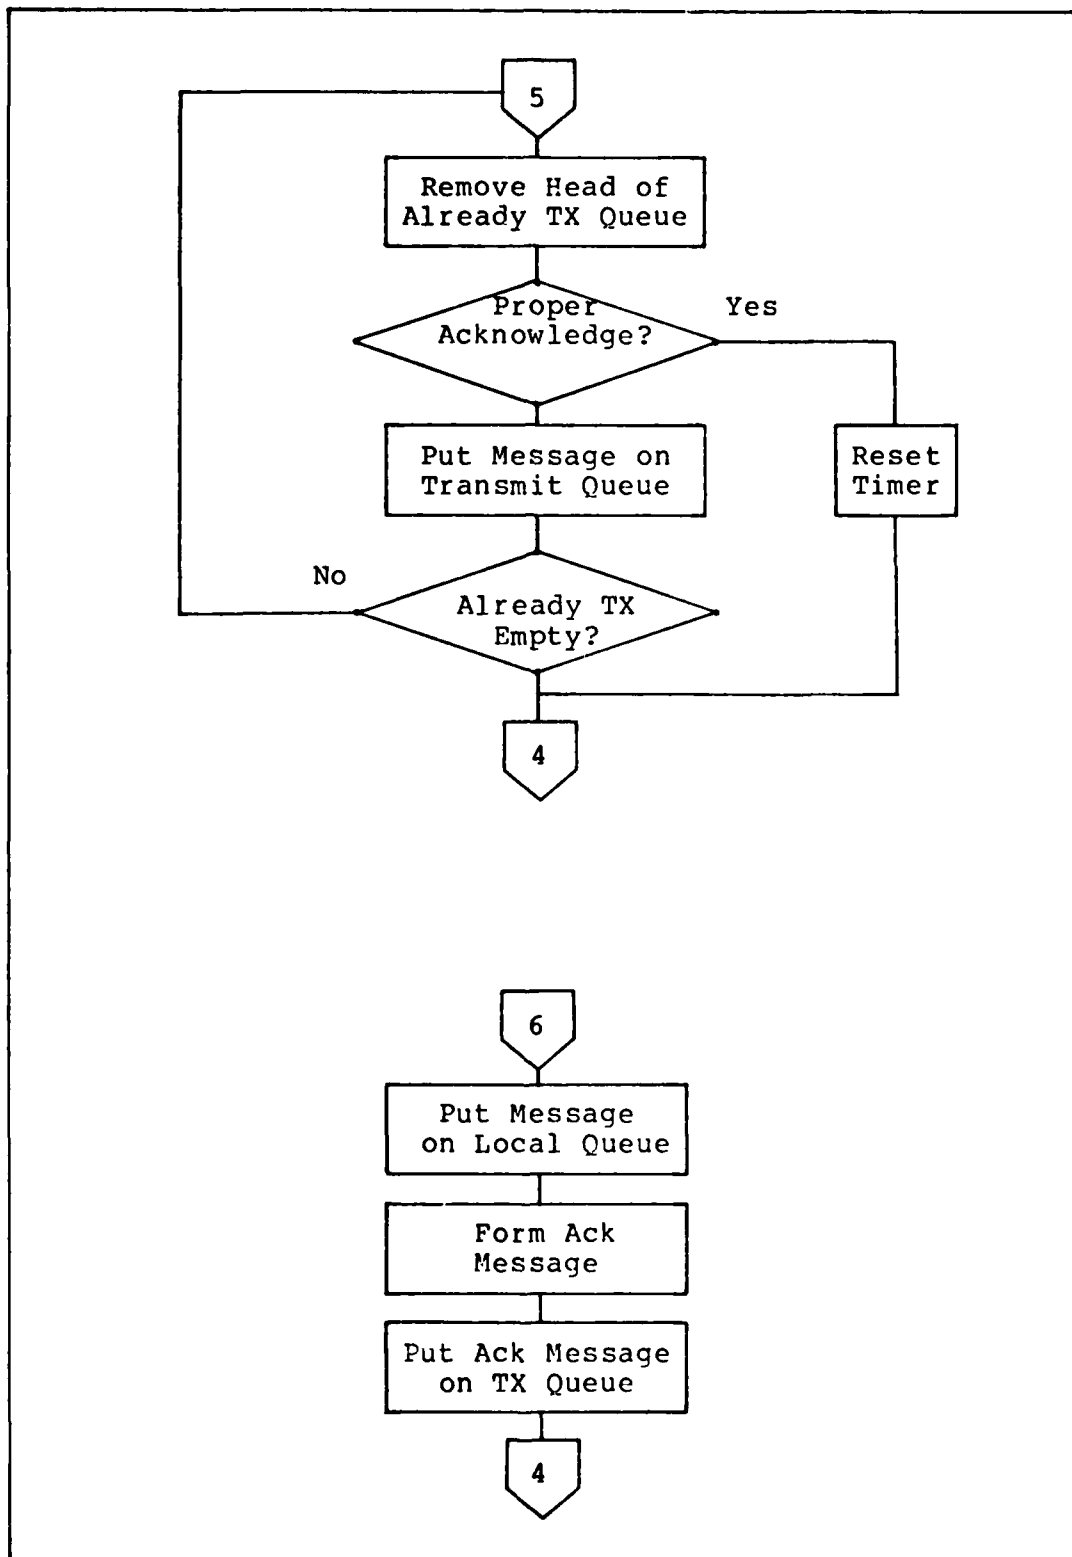 5
Remove Head of
Already TX Queue
Proper
Acknowledge?
Yes
Put Message on
Transmit Queue
Reset
Timer
No
Already TX
Empty?
4
6
Put Message
on Local Queue
Form Ack
Message
Put Ack Message
on TX Queue
4